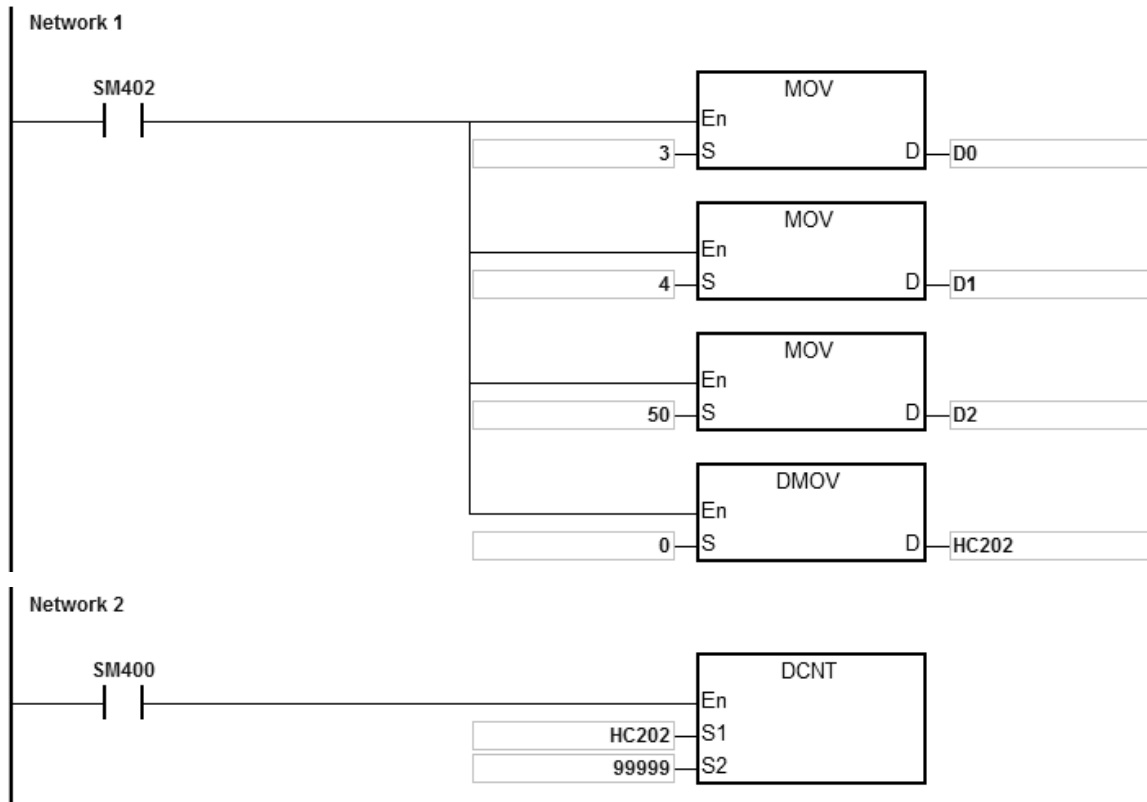 Network 1
SM402
MOV
En
3 S D D0
MOV
En
4 S D D1
MOV
En
50 S D D2
DMOV
En
0 S D HC202
Network 2
SM400
DCNT
En
HC202 S1
99999 S2